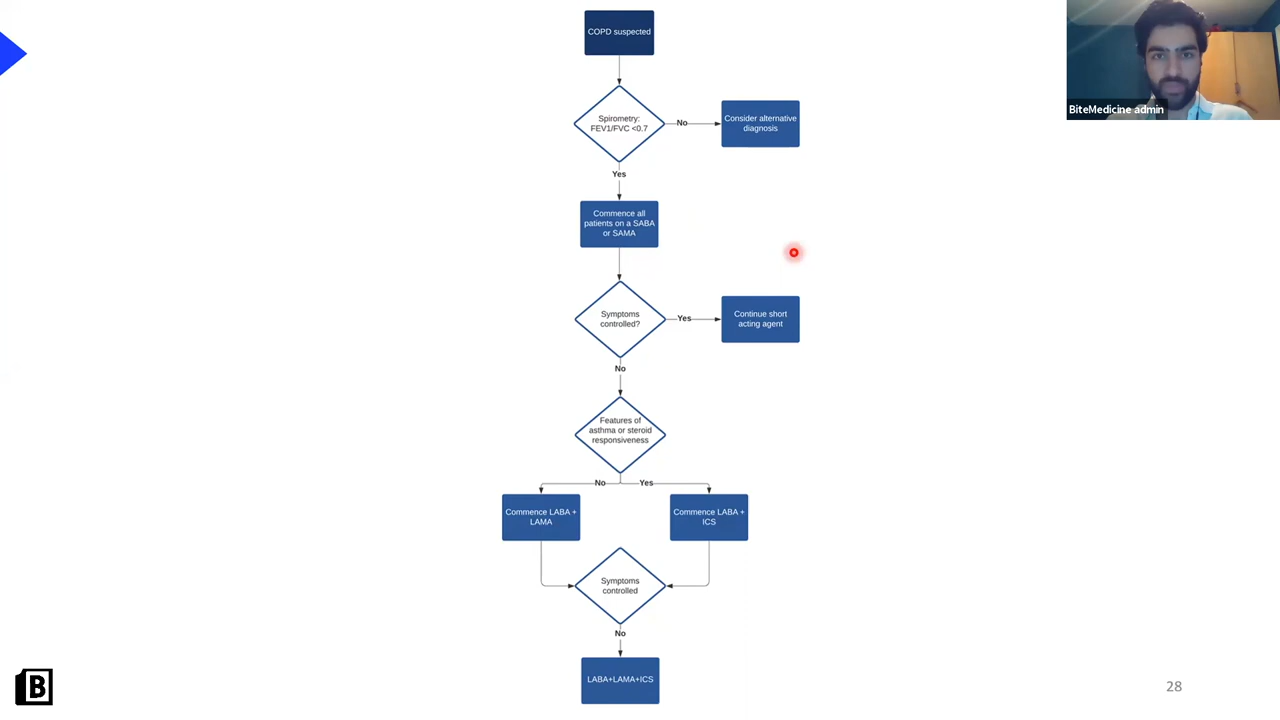 COPD suspected
BiteMedicine admin
Spirometry:
FEV1/FVC <0.7
No
Consider alternative
diagnosis
Yes
Commence all
patients on a SABA
or SAMA
Symptoms
controlled?
Yes
Continue short
acting agent
No
Features of
asthma or steroid
responsiveness
No
Yes
Commence LABA +
LAMA
Commence LABA +
ICS
Symptoms
controlled
No
LABA+LAMA+ICS
B
28